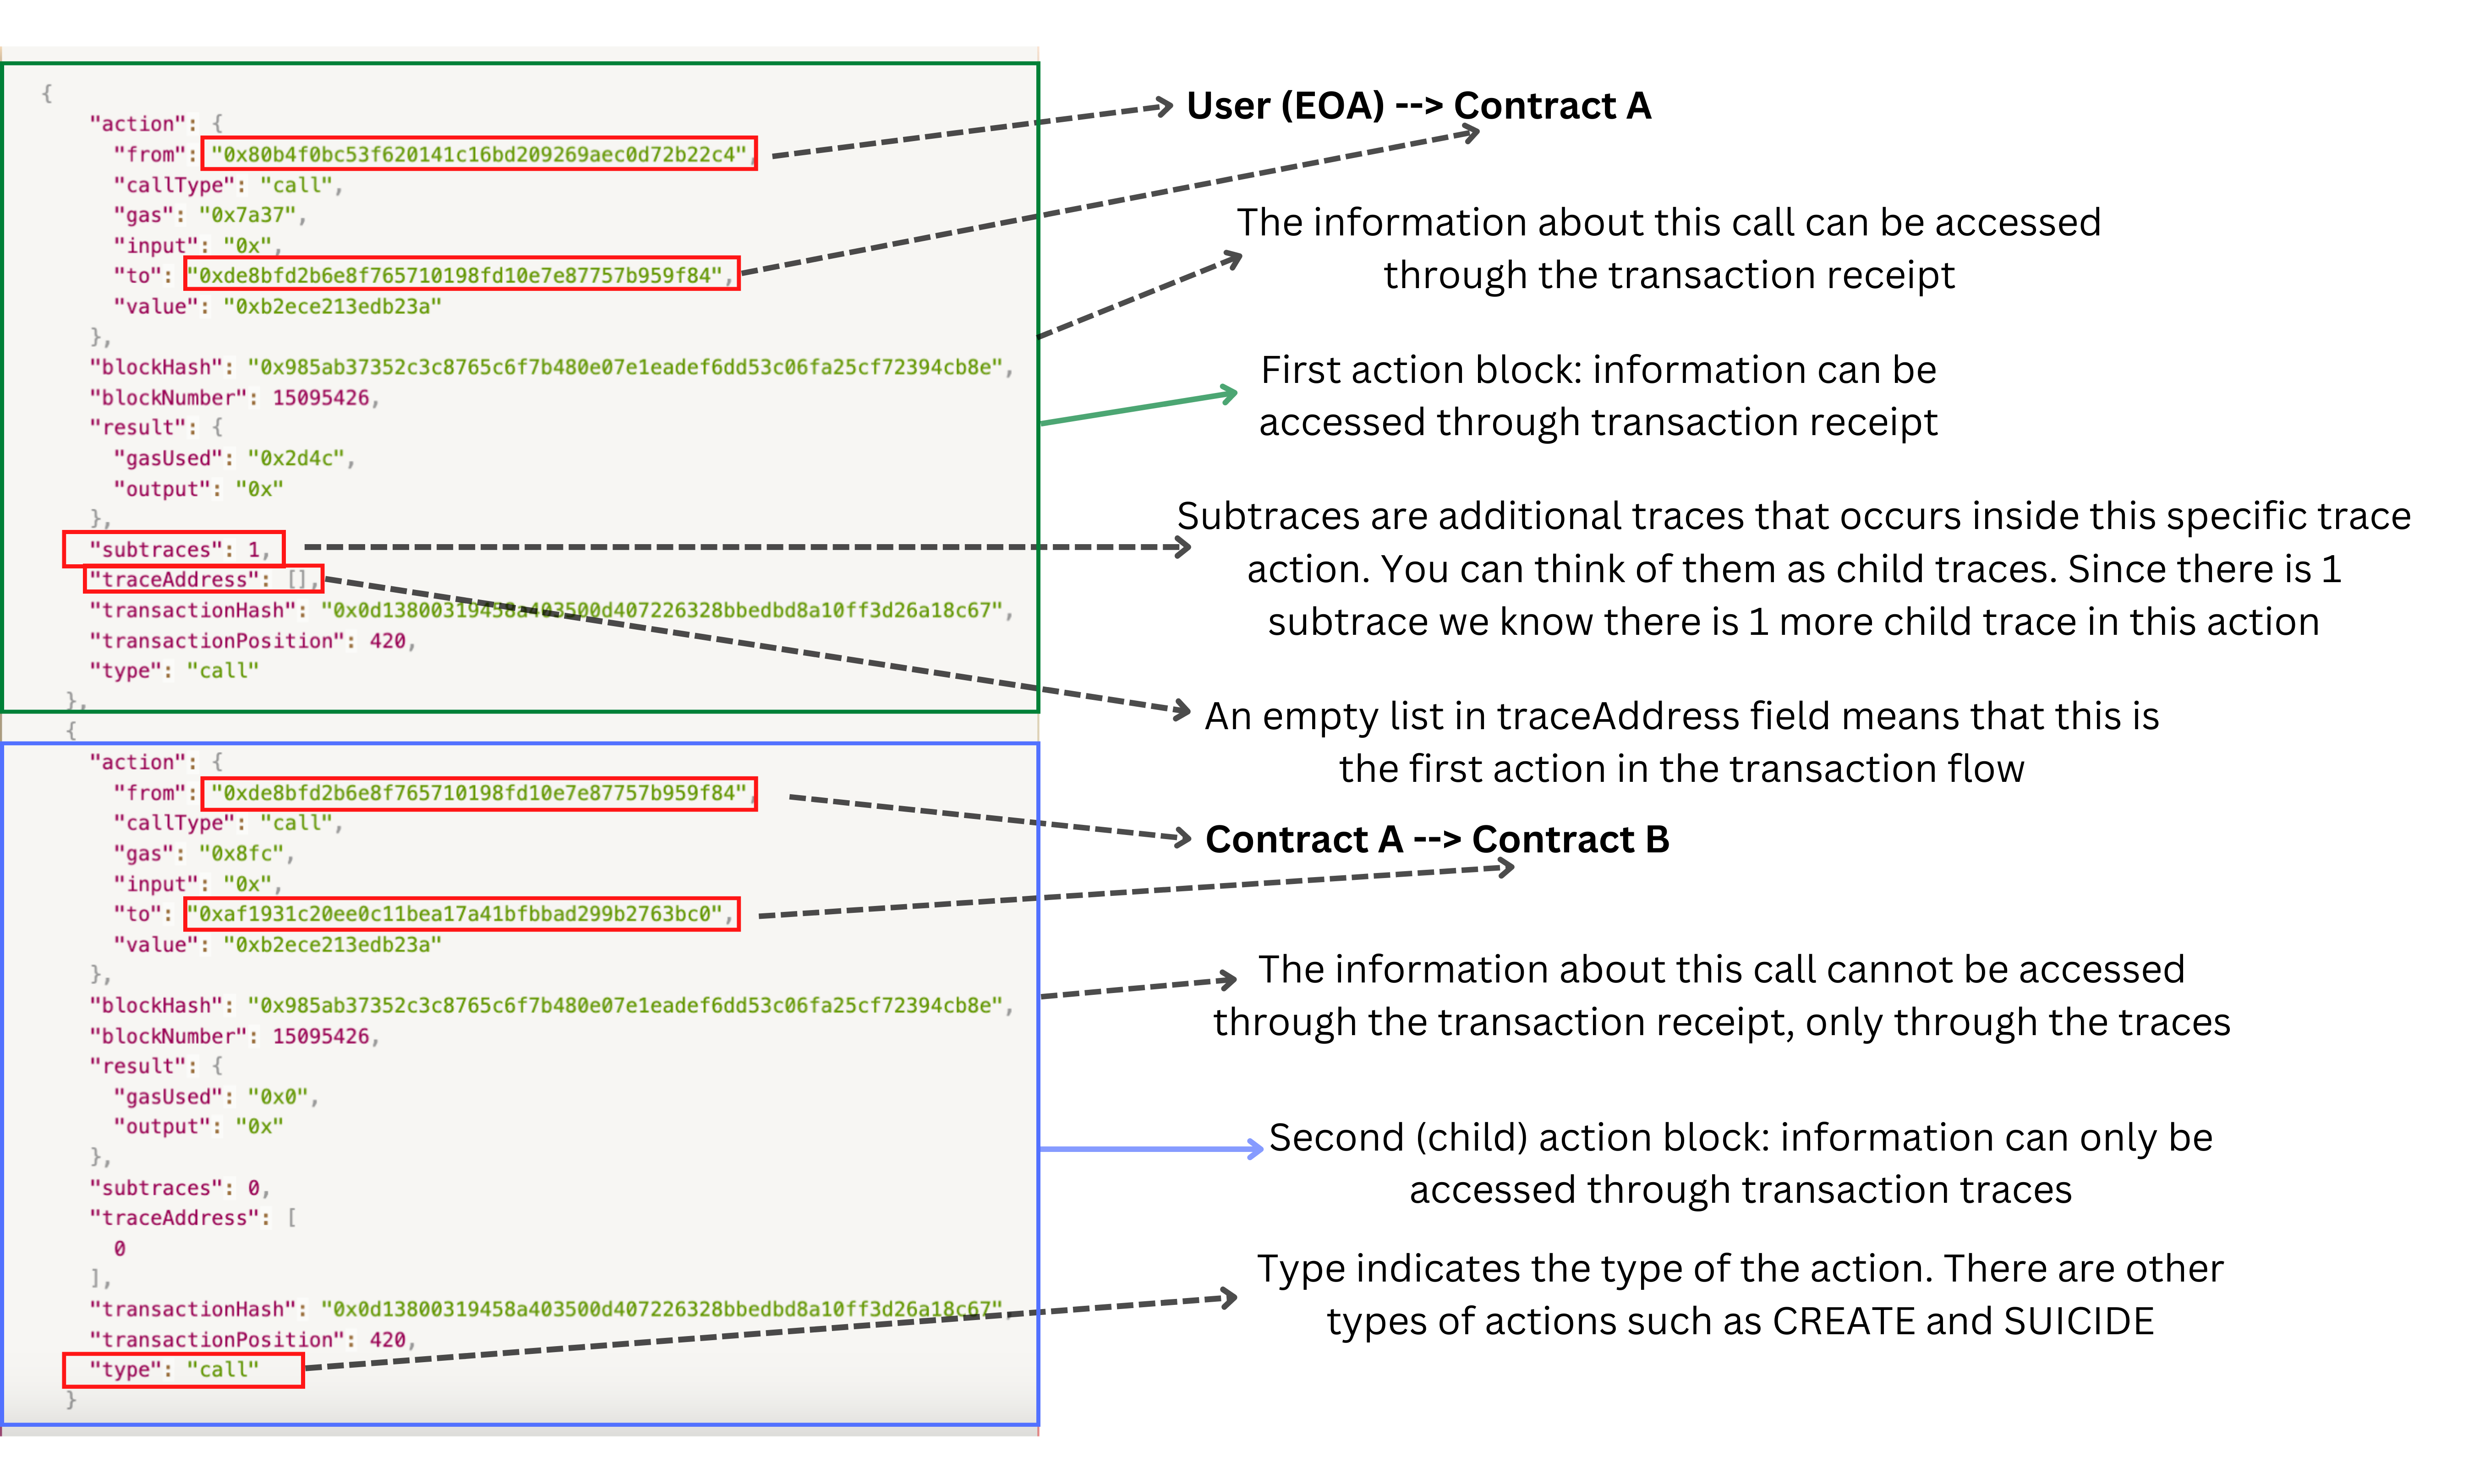 {
"action": {
"from": "0x80b4f0bc53f620141c16bd209269aec0d72b22c4",
"callType": "call",
"gas": "0x7a37",
"input": "0x",
"to": "0xde8bfd2b6e8f765710198fd10e7e87757b959f84",
"value": "0xb2ece213edb23a"
},
"blockHash": "0x985ab37352c3c8765c6f7b480e07e1eadef6dd53c06fa25cf72394cb8e",
"blockNumber": 15095426,
"result": {
"gasUsed": "0x2d4c",
"output": "0x"
},
"subtraces": 1,
"traceAddress": [],
"transactionHash": "0x0d13800319458a403500d407226328bbedbd8a10ff3d26a18c67",
"transactionPosition": 420,
"type": "call"
},
{
"action": {
"from": "0xde8bfd2b6e8f765710198fd10e7e87757b959f84",
"callType": "call",
"gas": "0x8fc",
"input": "0x",
"to": "0xaf1931c20ee0c11bea17a41bfbbad299b2763bc0",
"value": "0xb2ece213edb23a"
},
"blockHash": "0x985ab37352c3c8765c6f7b480e07e1eadef6dd53c06fa25cf72394cb8e",
"blockNumber": 15095426,
"result": {
"gasUsed": "0x0",
"output": "0x"
},
"subtraces": 0,
"traceAddress": [
0
],
"transactionHash": "0x0d13800319458a403500d407226328bbedbd8a10ff3d26a18c67",
"transactionPosition": 420,
"type": "call"
}
User (EOA) --> Contract A
The information about this call can be accessed
through the transaction receipt
First action block: information can be
accessed through transaction receipt
Subtraces are additional traces that occurs inside this specific trace
action. You can think of them as child traces. Since there is 1
subtrace we know there is 1 more child trace in this action
An empty list in traceAddress field means that this is
the first action in the transaction flow
Contract A --> Contract B
The information about this call cannot be accessed
through the transaction receipt, only through the traces
Second (child) action block: information can only be
accessed through transaction traces
Type indicates the type of the action. There are other
types of actions such as CREATE and SUICIDE